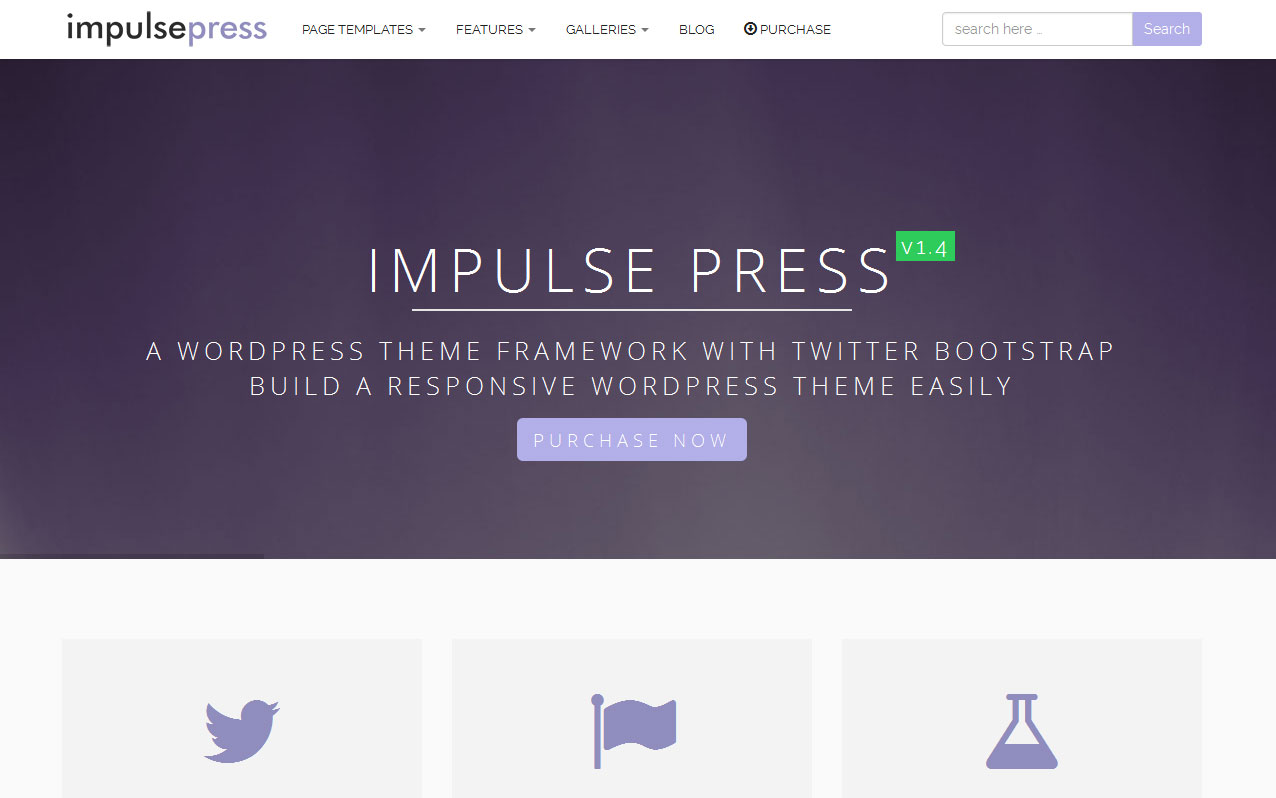 impulsepress
PAGE TEMPLATES
FEATURES
GALLERIES
BLOG
PURCHASE
search here ..
Search
IMPULSE PRESS
v1.4
A WORDPRESS THEME FRAMEWORK WITH TWITTER BOOTSTRAP
BUILD A RESPONSIVE WORDPRESS THEME EASILY
PURCHASE NOW